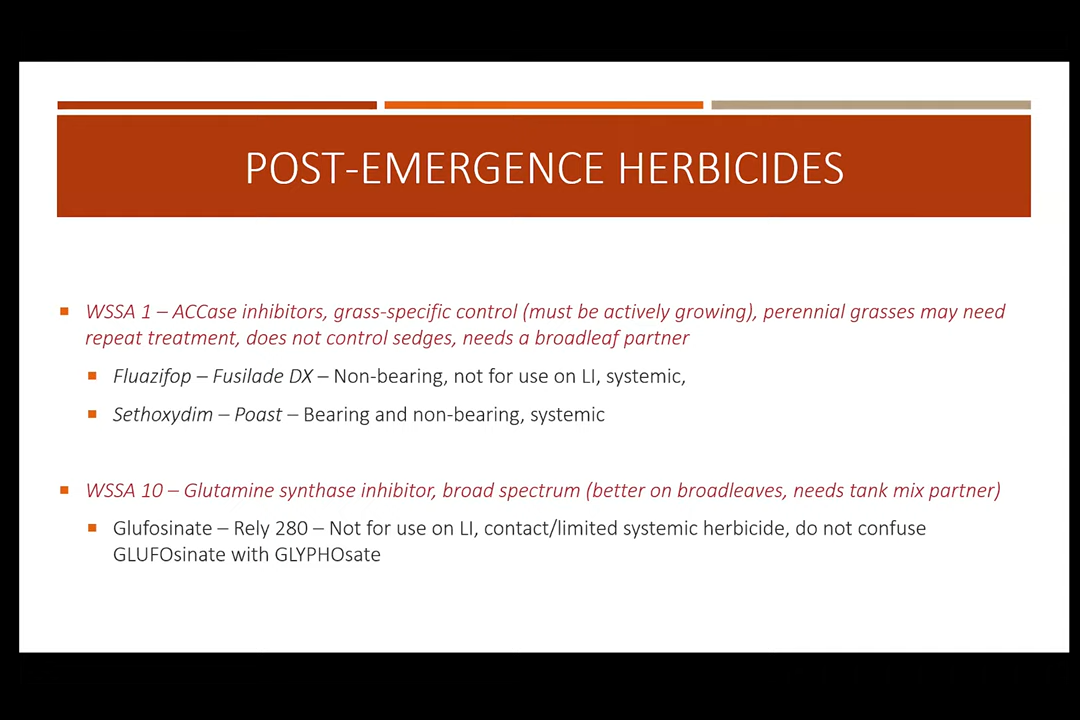 POST-EMERGENCE HERBICIDES
WSSA 1 – ACCase inhibitors, grass-specific control (must be actively growing), perennial grasses may need
repeat treatment, does not control sedges, needs a broadleaf partner
Fluazifop – Fusilade DX – Non-bearing, not for use on LI, systemic,
Sethoxydim – Poast – Bearing and non-bearing, systemic
WSSA 10 – Glutamine synthase inhibitor, broad spectrum (better on broadleaves, needs tank mix partner)
Glufosinate – Rely 280 – Not for use on LI, contact/limited systemic herbicide, do not confuse
GLUFOsinate with GLYPHOsate